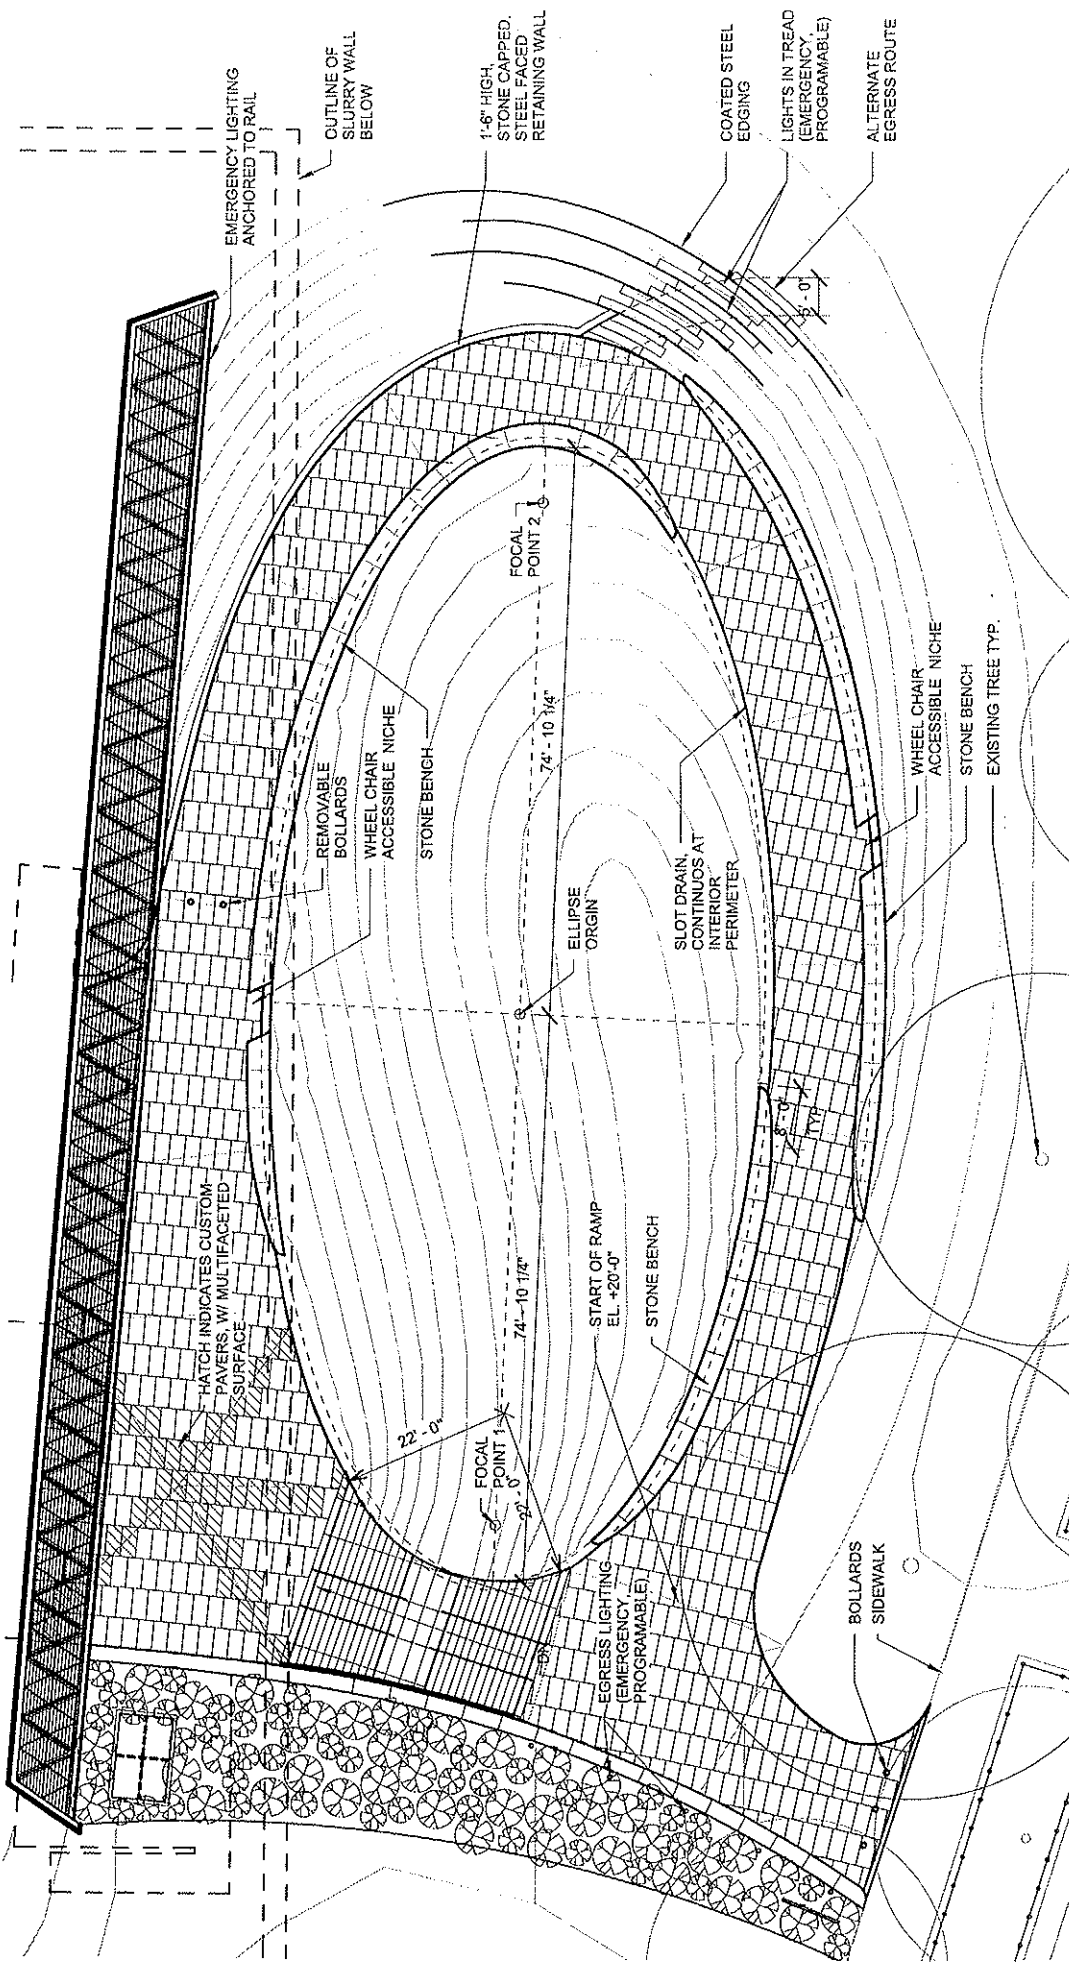 EMERGENCY LIGHTING
ANCHORED TO RAIL
OUTLINE OF
SLURRY WALL
BELOW
1'-6" HIGH,
STONE CAPPED,
STEEL FACED
RETAINING WALL
COATED STEEL
EDGING
LIGHTS IN TREAD
(EMERGENCY,
PROGRAMABLE)
ALTERNATE
EGRESS ROUTE
5' - 0"
FOCAL
POINT 2
74' - 10 1/4"
REMOVABLE
BOLLARDS
WHEEL CHAIR
ACCESSIBLE NICHE
STONE BENCH
ELLIPSE
ORGIN
SLOT DRAIN,
CONTINUOS AT
INTERIOR
PERIMETER
WHEEL CHAIR
ACCESSIBLE NICHE
STONE BENCH
EXISTING TREE TYP.
8' - 0"
TYP
HATCH INDICATES CUSTOM
PAVERS, W/ MULTIFACETED
SURFACE
74' - 10 1/4"
START OF RAMP
EL. +20'-0"
STONE BENCH
22' - 0"
FOCAL
POINT 1
22' - 0"
EGRESS LIGHTING
(EMERGENCY,
PROGRAMABLE)
BOLLARDS
SIDEWALK